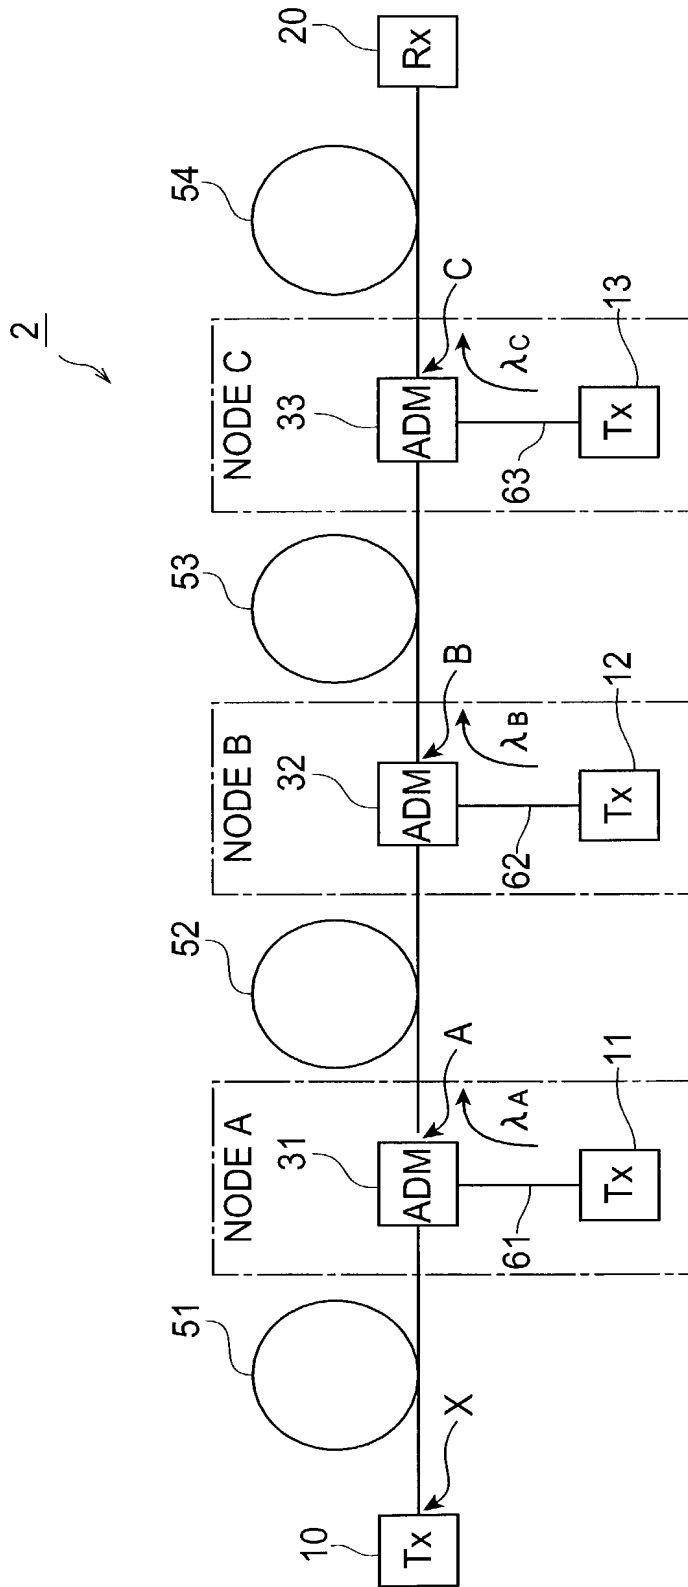 2
51
52
53
54
NODE A
NODE B
NODE C
10
31
32
33
20
Tx
ADM
ADM
ADM
Rx
X
A
B
C
λA
λB
λC
61
62
63
11
12
13
Tx
Tx
Tx